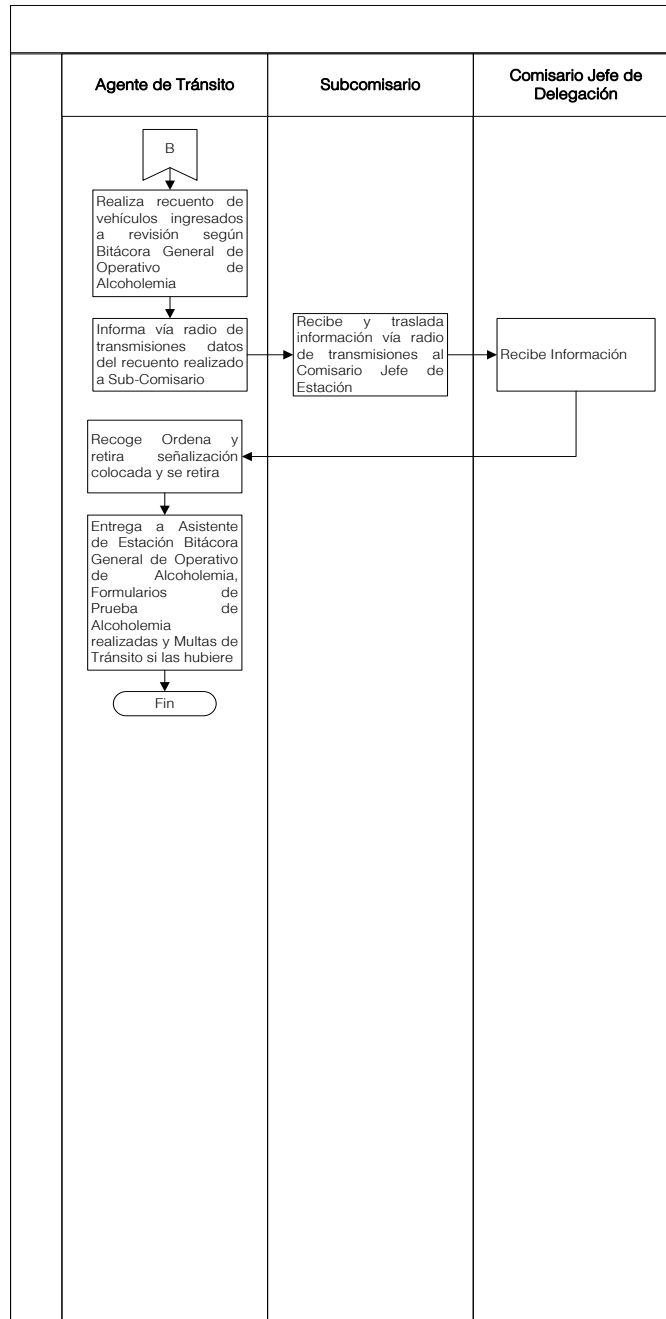 Agente de Tránsito
Subcomisario
Comisario Jefe de
Delegación
B
Realiza recuento de
vehículos ingresados
a revisión según
Bitácora General de
Operativo de
Alcoholemia
Informa vía radio de
transmisiones datos
del recuento realizado
a Sub-Comisario
Recibe y traslada
información vía radio
de transmisiones al
Comisario Jefe de
Estación
Recibe Información
Recoge Ordena y
retira señalización
colocada y se retira
Entrega a Asistente
de Estación Bitácora
General de Operativo
de Alcoholemia,
Formularios de
Prueba de
Alcoholemia
realizadas y Multas de
Tránsito si las hubiere
Fin